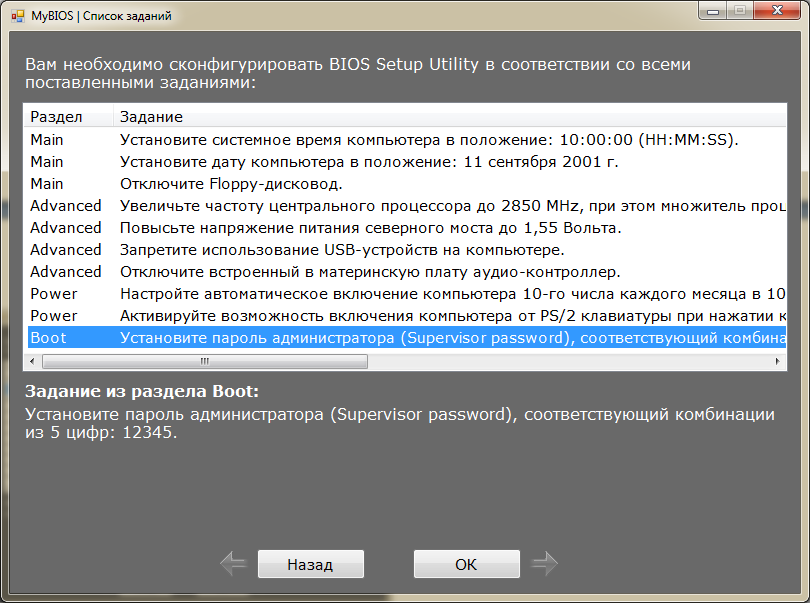 MyBIOS | Список заданий
Вам необходимо сконфигурировать BIOS Setup Utility в соответствии со всеми
поставленными заданиями:
Раздел Задание
Main Установите системное время компьютера в положение: 10:00:00 (HH:MM:SS).
Main Установите дату компьютера в положение: 11 сентября 2001 г.
Main Отключите Floppy-дисковод.
Advanced Увеличьте частоту центрального процессора до 2850 MHz, при этом множитель проц
Advanced Повысьте напряжение питания северного моста до 1,55 Вольта.
Advanced Запретите использование USB-устройств на компьютере.
Advanced Отключите встроенный в материнскую плату аудио-контроллер.
Power Настройте автоматическое включение компьютера 10-го числа каждого месяца в 10
Power Активируйте возможность включения компьютера от PS/2 клавиатуры при нажатии к
Boot Установите пароль администратора (Supervisor password), соответствующий комбина
Задание из раздела Boot:
Установите пароль администратора (Supervisor password), соответствующий комбинации
из 5 цифр: 12345.
Назад OK